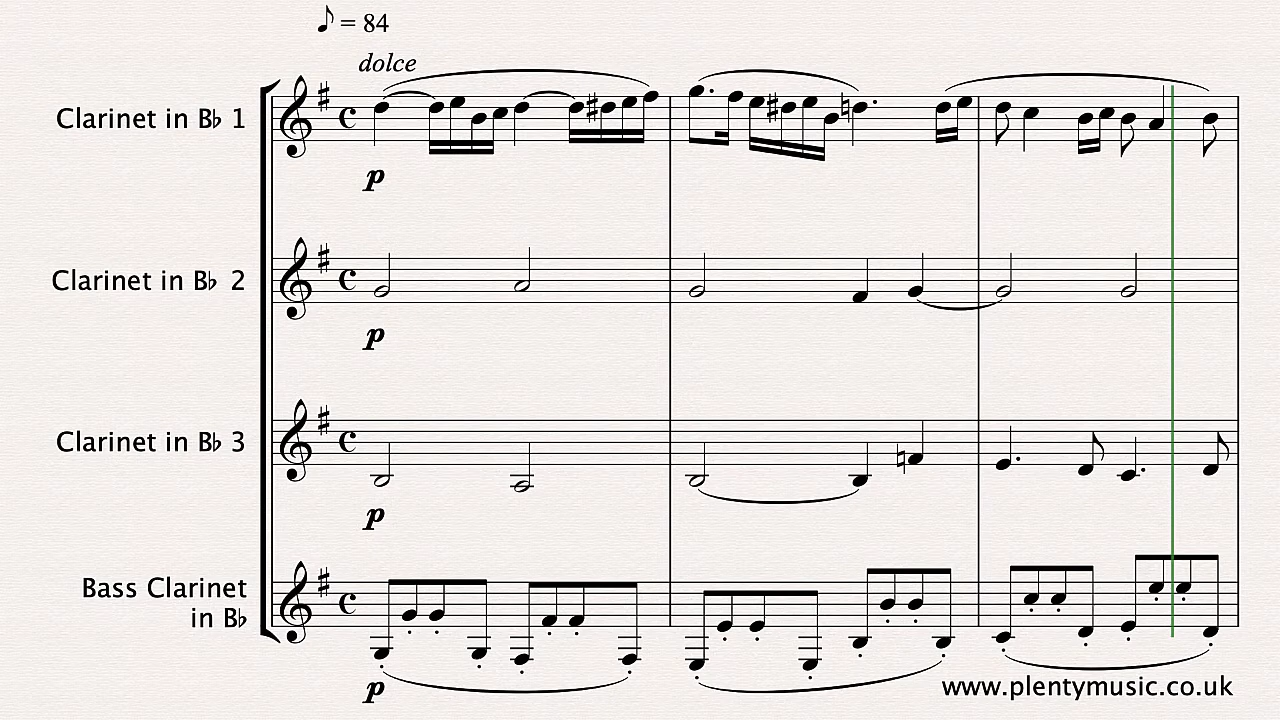 ♪ = 84
dolce
Clarinet in B♭ 1
p
Clarinet in B♭ 2
p
Clarinet in B♭ 3
p
Bass Clarinet
in B♭
p
www.plentymusic.co.uk